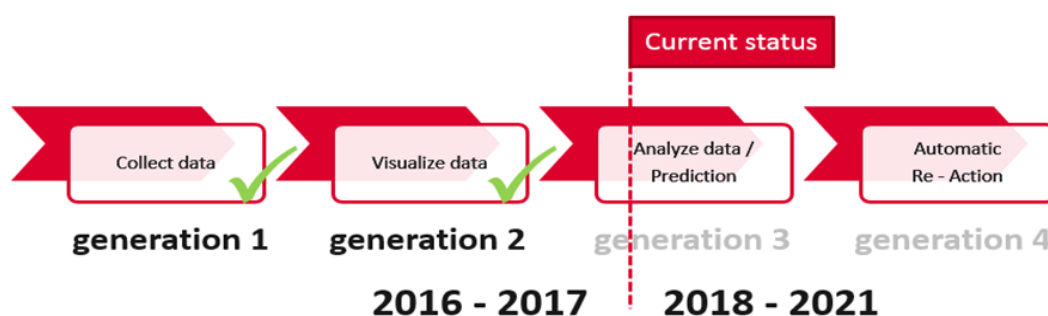 Current status
Collect data
Visualize data
Analyze data /
Prediction
Automatic
Re - Action
generation 1
generation 2
generation 3
generation 4
2016 - 2017
2018 - 2021